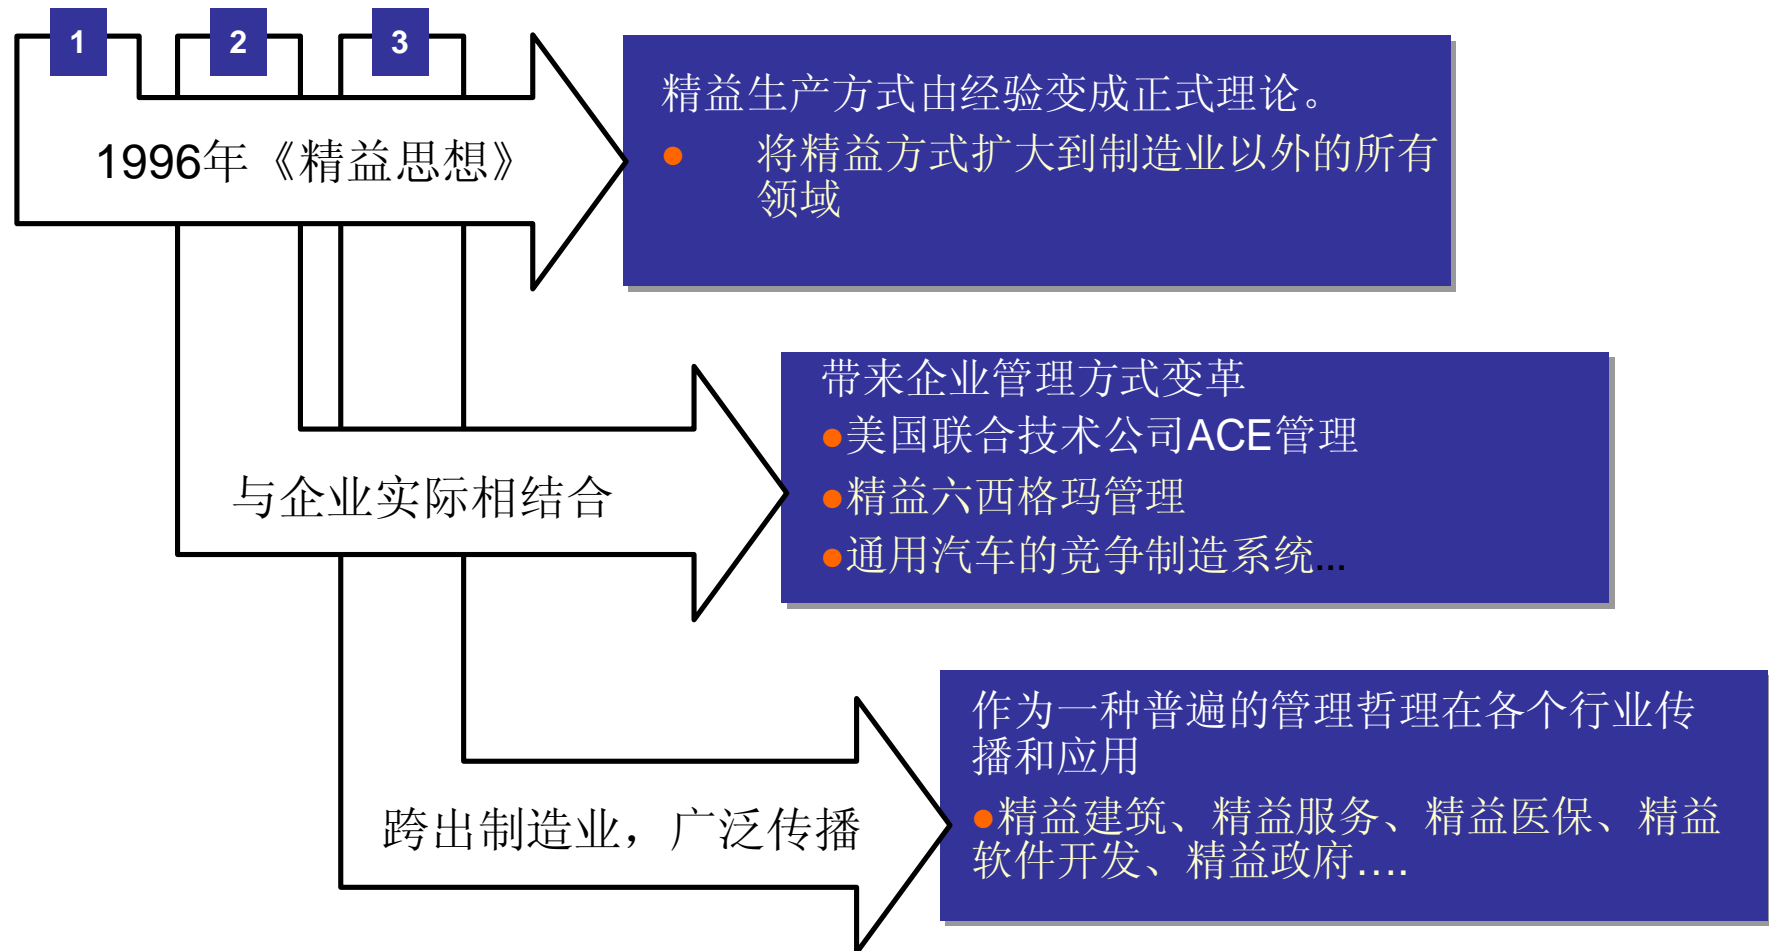 1
2
3
1996年《精益思想》
精益生产方式由经验变成正式理论。
● 将精益方式扩大到制造业以外的所有
领域
与企业实际相结合
带来企业管理方式变革
●美国联合技术公司ACE管理
●精益六西格玛管理
●通用汽车的竞争制造系统...
跨出制造业，广泛传播
作为一种普遍的管理哲理在各个行业传
播和应用
●精益建筑、精益服务、精益医保、精益
软件开发、精益政府....